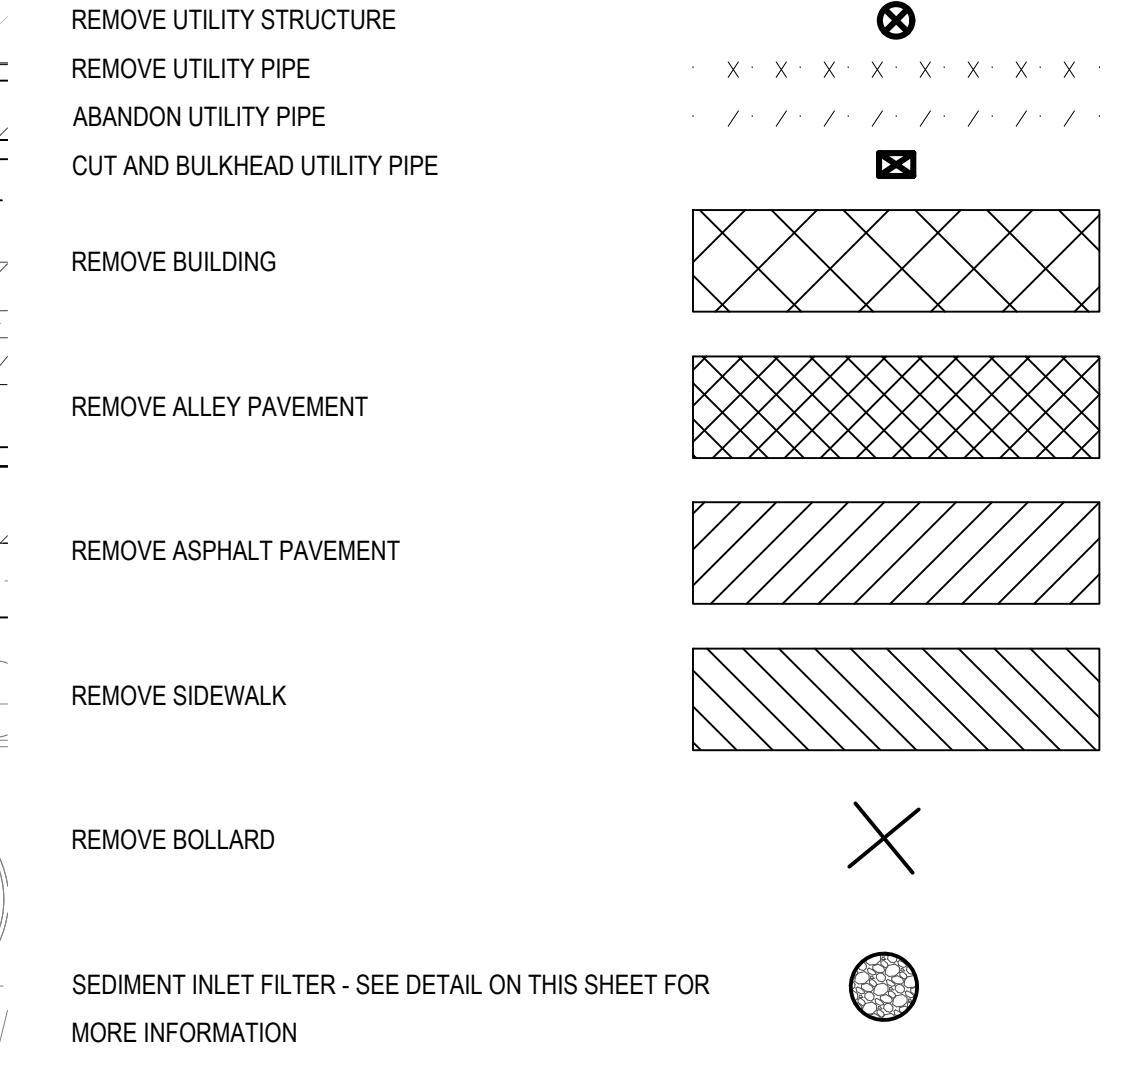 REMOVE UTILITY STRUCTURE
REMOVE UTILITY PIPE
ABANDON UTILITY PIPE
CUT AND BULKHEAD UTILITY PIPE
REMOVE BUILDING
REMOVE ALLEY PAVEMENT
REMOVE ASPHALT PAVEMENT
REMOVE SIDEWALK
REMOVE BOLLARD
SEDIMENT INLET FILTER - SEE DETAIL ON THIS SHEET FOR
MORE INFORMATION